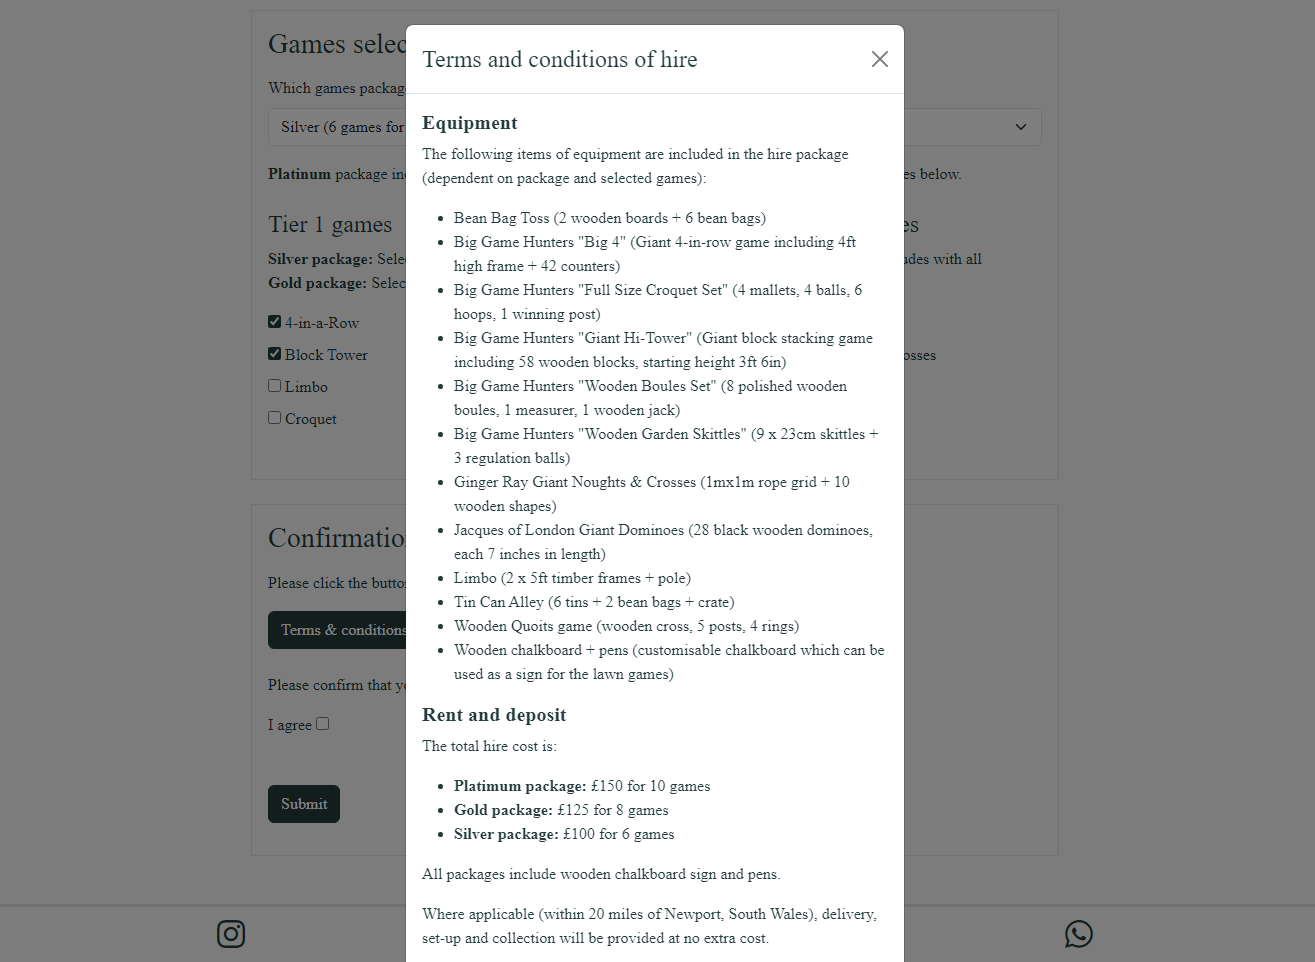 Games selec
Which games packag
Silver (6 games for
Platinum package in
es below.
Tier 1 games
es
Silver package: Sele
udes with all
Gold package: Selec
4-in-a-Row
Block Tower
osses
Limbo
Croquet
Confirmatio
Please click the butto
Terms & conditions
Please confirm that yo
I agree
Submit
Terms and conditions of hire
Equipment
The following items of equipment are included in the hire package
(dependent on package and selected games):
Bean Bag Toss (2 wooden boards + 6 bean bags)
Big Game Hunters "Big 4" (Giant 4-in-row game including 4ft
high frame + 42 counters)
Big Game Hunters "Full Size Croquet Set" (4 mallets, 4 balls, 6
hoops, 1 winning post)
Big Game Hunters "Giant Hi-Tower" (Giant block stacking game
including 58 wooden blocks, starting height 3ft 6in)
Big Game Hunters "Wooden Boules Set" (8 polished wooden
boules, 1 measurer, 1 wooden jack)
Big Game Hunters "Wooden Garden Skittles" (9 x 23cm skittles +
3 regulation balls)
Ginger Ray Giant Noughts & Crosses (1mx1m rope grid + 10
wooden shapes)
Jacques of London Giant Dominoes (28 black wooden dominoes,
each 7 inches in length)
Limbo (2 x 5ft timber frames + pole)
Tin Can Alley (6 tins + 2 bean bags + crate)
Wooden Quoits game (wooden cross, 5 posts, 4 rings)
Wooden chalkboard + pens (customisable chalkboard which can be
used as a sign for the lawn games)
Rent and deposit
The total hire cost is:
Platimum package: £150 for 10 games
Gold package: £125 for 8 games
Silver package: £100 for 6 games
All packages include wooden chalkboard sign and pens.
Where applicable (within 20 miles of Newport, South Wales), delivery,
set-up and collection will be provided at no extra cost.